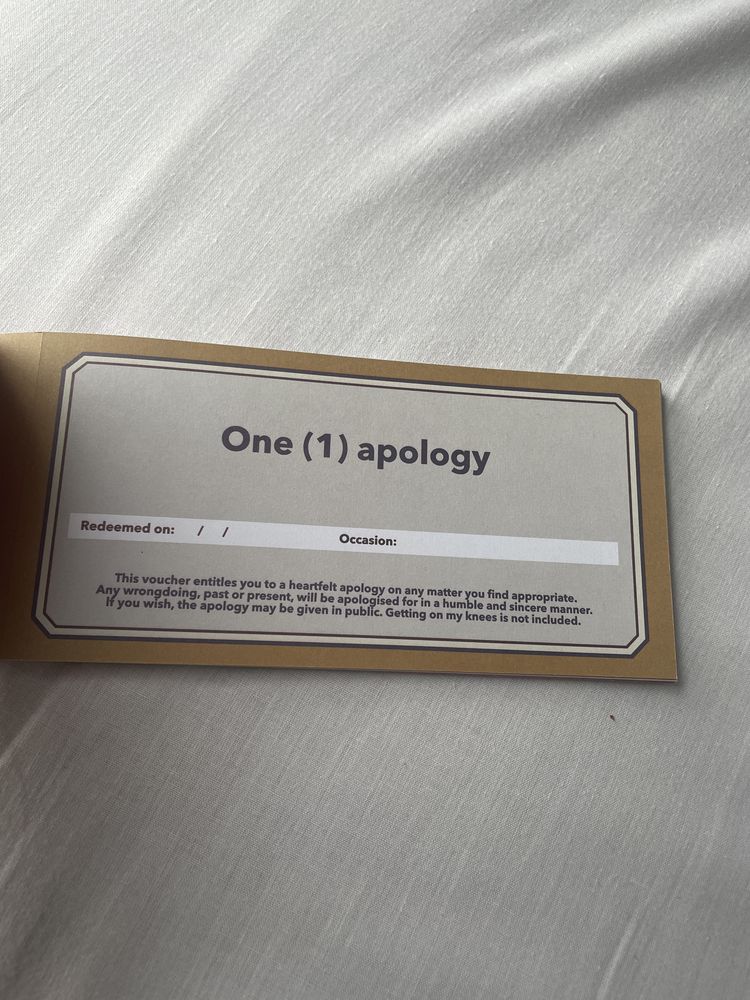 One (1) apology
Redeemed on: / / Occasion:
This voucher entitles you to a heartfelt apology on any matter you find appropriate.
Any wrongdoing, past or present, will be apologised for in a humble and sincere manner.
If you wish, the apology may be given in public. Getting on my knees is not included.